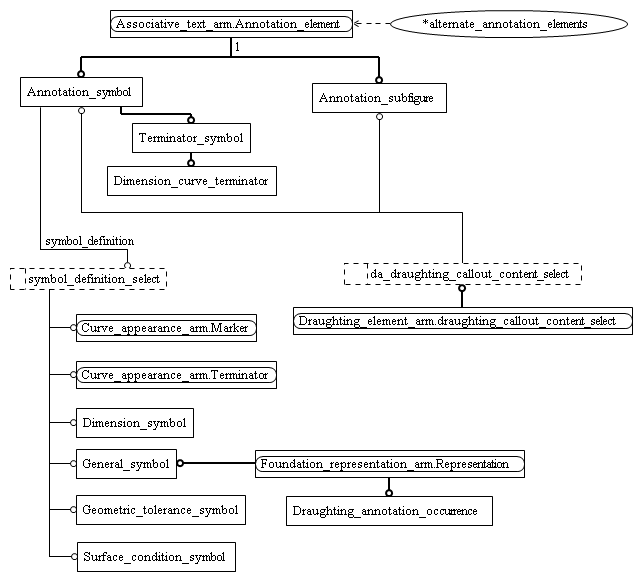 Associative_text_arm.Annotation_element
*alternate_annotation_elements
1
Annotation_symbol
Annotation_subfigure
Terminator_symbol
Dimension_curve_terminator
symbol_definition
symbol_definition_select
da_draughting_callout_content_select
Curve_appearance_arm.Marker
Draughting_element_arm.draughting_callout_content_select
Curve_appearance_arm.Terminator
Dimension_symbol
General_symbol
Foundation_representation_arm.Representation
Geometric_tolerance_symbol
Draughting_annotation_occurrence
Surface_condition_symbol